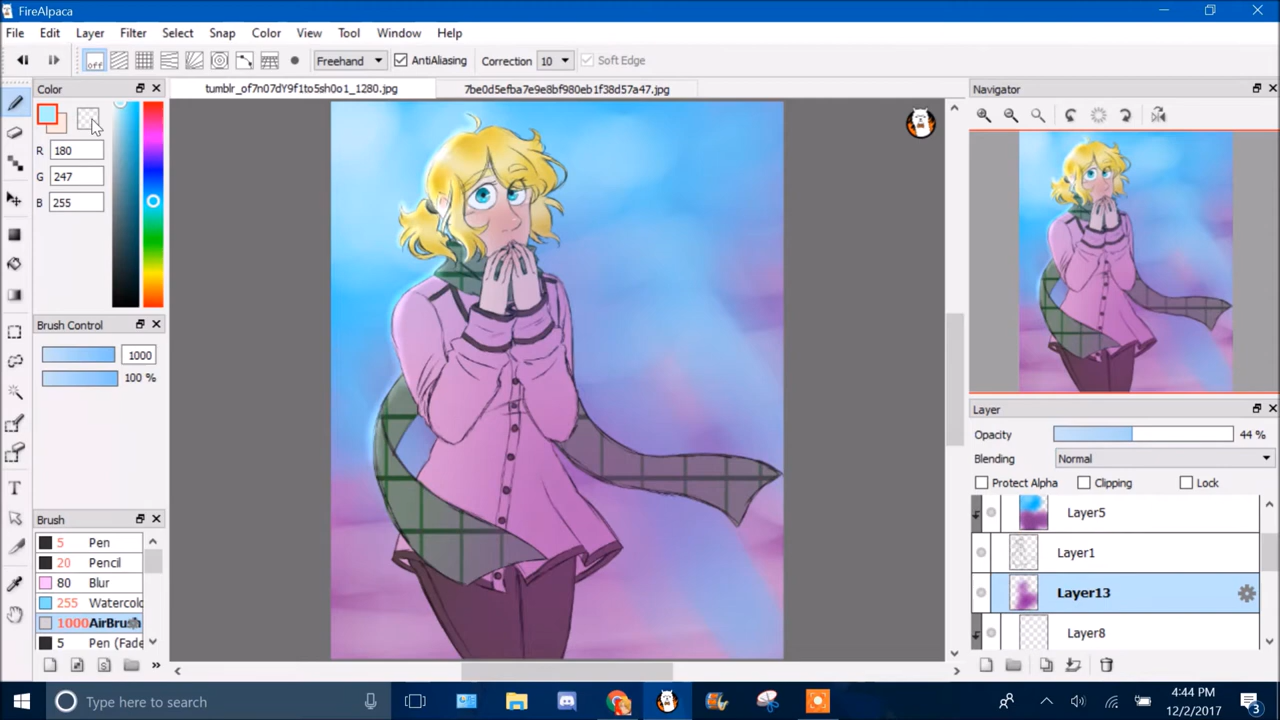 FireAlpaca
File Edit Layer Filter Select Snap Color View Tool Window Help
off Freehand AntiAliasing Correction 10 Soft Edge
Color
tumblr_of7n07dY9f1to5sh0o1_1280.jpg 7be0d5efba7e9e8bf980eb1f38d57a47.jpg
Navigator
R 180
G 247
B 255
Brush Control
1000
100 %
Layer
Opacity 44 %
Blending Normal
Protect Alpha Clipping Lock
Layer5
Layer1
Layer13
Layer8
Brush
5 Pen
20 Pencil
80 Blur
255 Watercolo
1000 AirBrush
5 Pen (Fade
Type here to search
4:44 PM
12/2/2017
3